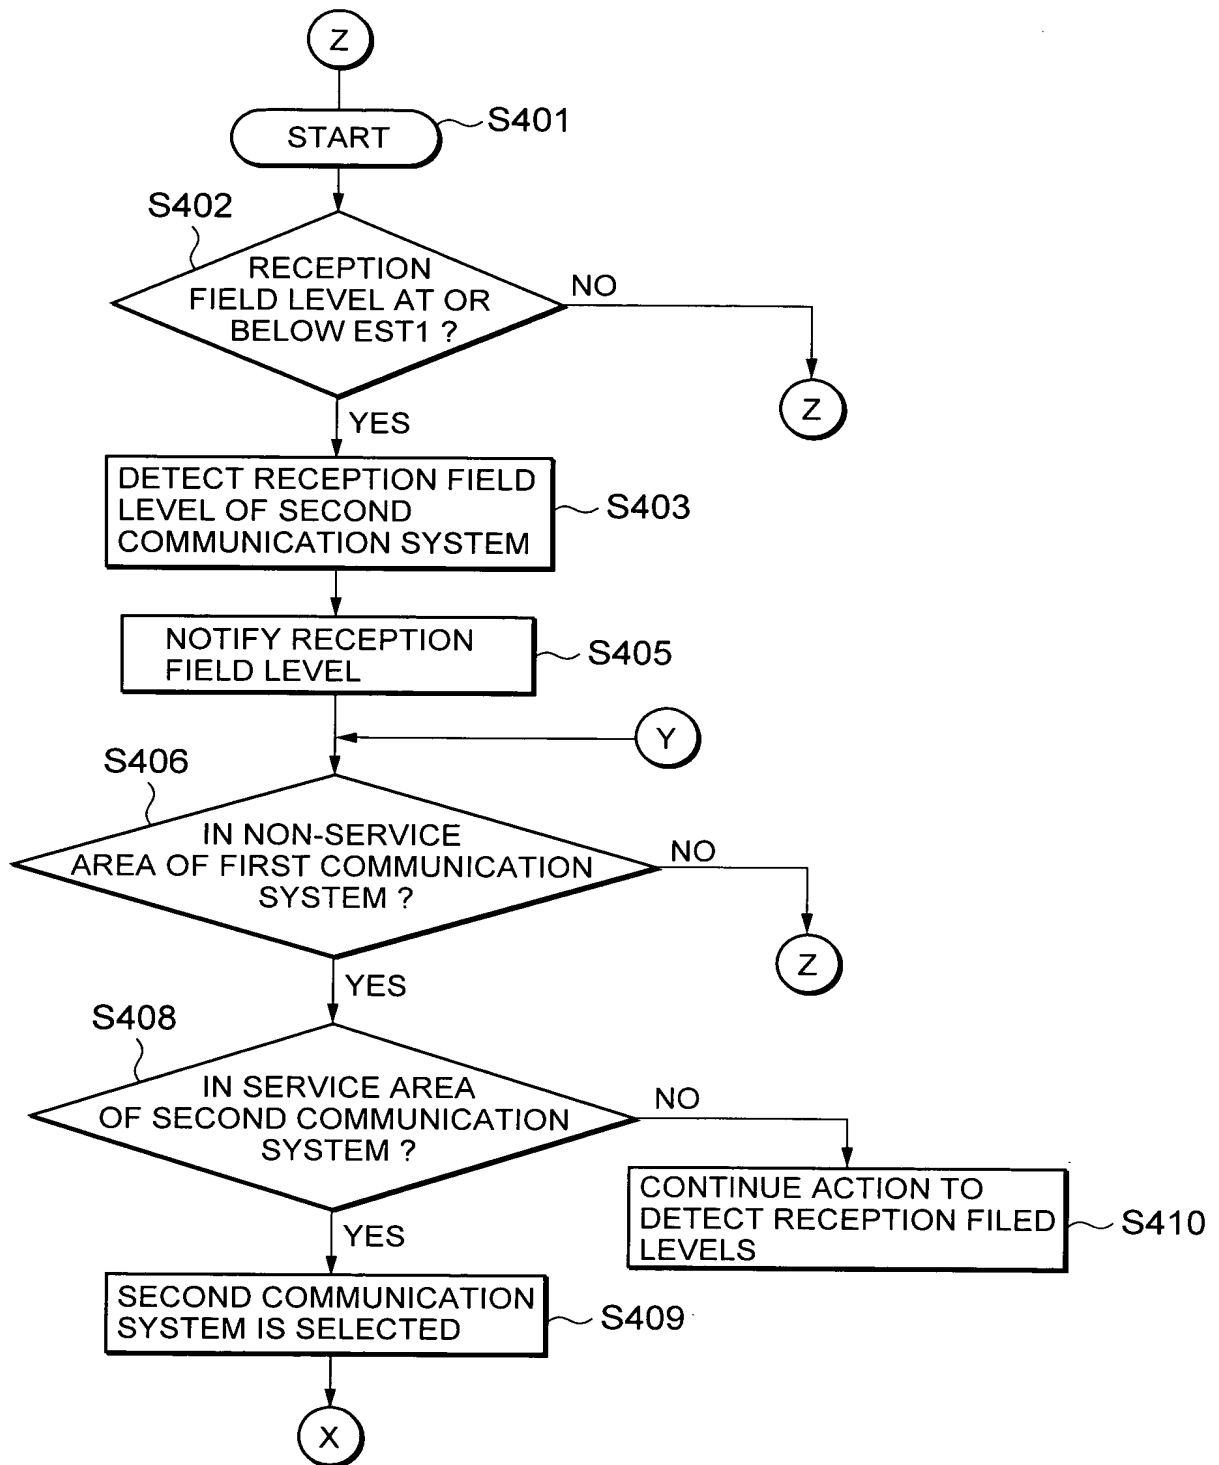 Z
START
S401
S402
RECEPTION
FIELD LEVEL AT OR
BELOW EST1 ?
NO
Z
YES
DETECT RECEPTION FIELD
LEVEL OF SECOND
COMMUNICATION SYSTEM
S403
NOTIFY RECEPTION
FIELD LEVEL
S405
Y
S406
IN NON-SERVICE
AREA OF FIRST COMMUNICATION
SYSTEM ?
NO
Z
YES
S408
IN SERVICE AREA
OF SECOND COMMUNICATION
SYSTEM ?
NO
CONTINUE ACTION TO
DETECT RECEPTION FILED
LEVELS
S410
YES
SECOND COMMUNICATION
SYSTEM IS SELECTED
S409
X